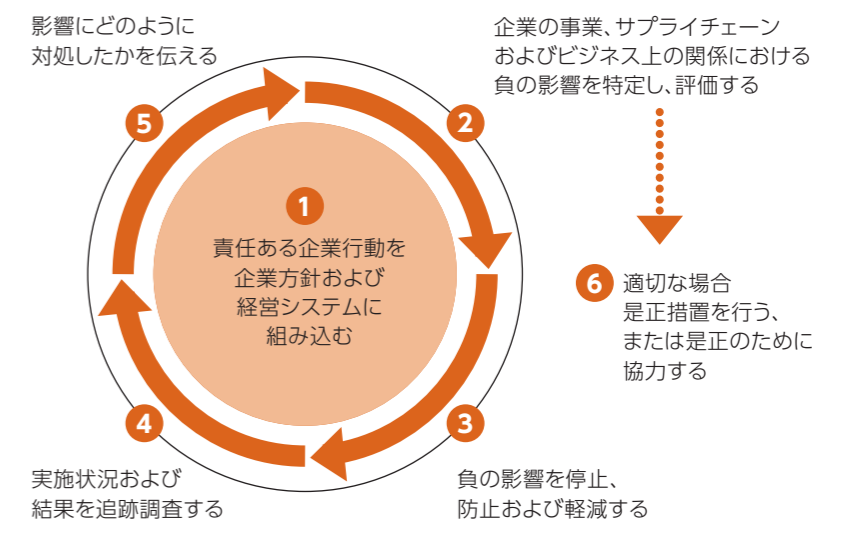 影響にどのように
対処したかを伝える
企業の事業、サプライチェーン
およびビジネス上の関係における
負の影響を特定し、評価する
5
2
1
責任ある企業行動を
企業方針および
経営システムに
組み込む
6
適切な場合
是正措置を行う、
または是正のために
協力する
4
3
実施状況および
結果を追跡調査する
負の影響を停止、
防止および軽減する